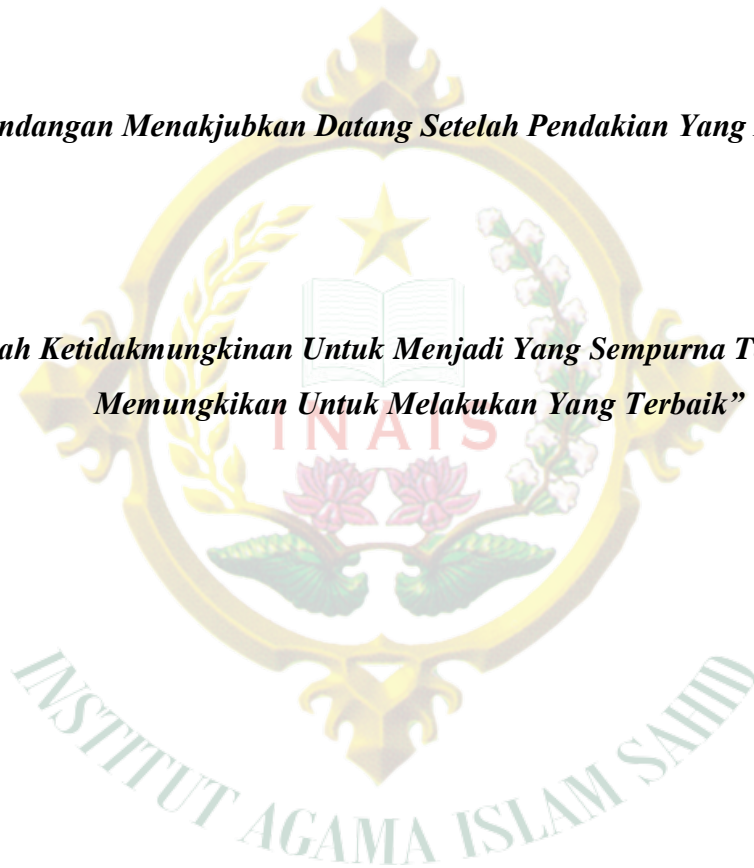 ndangan Menakjubkan Datang Setelah Pendakian Yang
ah Ketidakmungkinan Untuk Menjadi Yang Sempurna T
Memungkikan Untuk Melakukan Yang Terbaik”
INAIS
INSTITUT AGAMA ISLAM SAHID